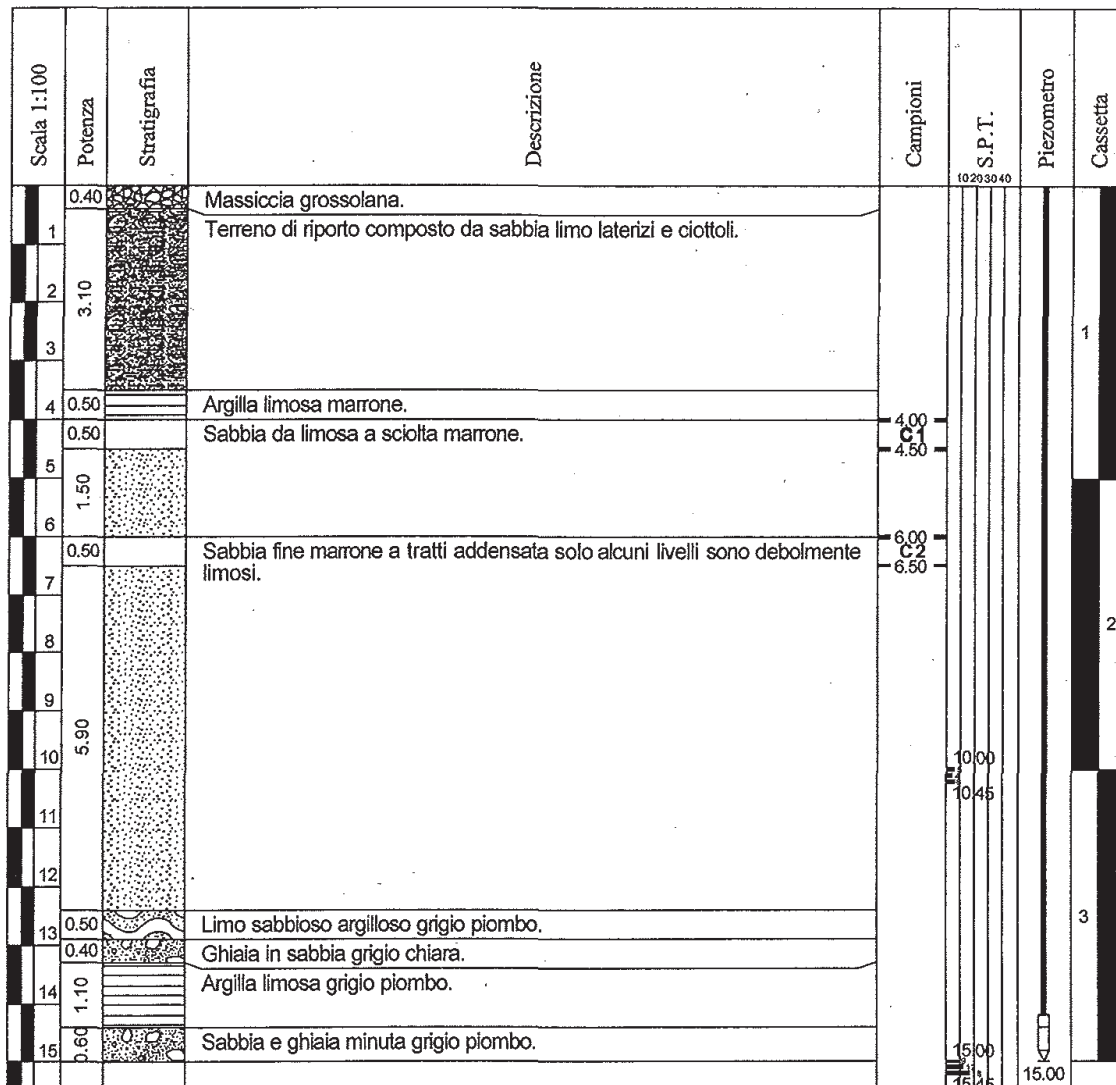 Scala 1:100
Potenza
Stratigrafia
Descrizione
Campioni
S.P.T.
10 20 30 40
Piezometro
Cassetta
0.40
Massiccia grossolana.
1
3.10
Terreno di riporto composto da sabbia limo laterizi e ciottoli.
2
3
1
4
0.50
Argilla limosa marrone.
0.50
Sabbia da limosa a sciolta marrone.
4.00
C1
4.50
5
1.50
6
0.50
Sabbia fine marrone a tratti addensata solo alcuni livelli sono debolmente
limosi.
6.00
C2
6.50
7
8
2
9
5.90
10
10.00
10.45
11
12
3
13
0.50
Limo sabbioso argilloso grigio piombo.
0.40
Ghiaia in sabbia grigio chiara.
14
1.10
Argilla limosa grigio piombo.
15
0.60
Sabbia e ghiaia minuta grigio piombo.
15.00
15.45
15.00